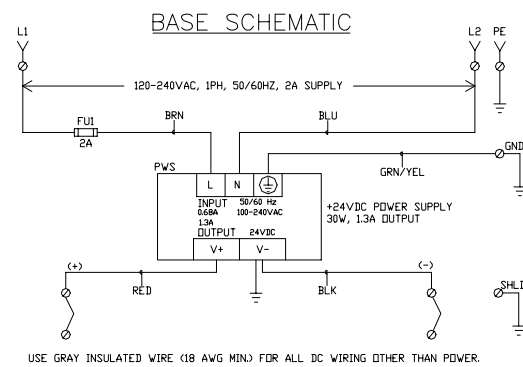 BASE SCHEMATIC
L1
L2 PE
120-240VAC, 1PH, 50/60HZ, 2A SUPPLY
FU1
2A
BRN
BLU
GND
GRN/YEL
PWS
L N
INPUT 50/60 Hz
0.68A 100-240VAC
1.3A
OUTPUT 24VDC
V+ V-
+24VDC POWER SUPPLY
30W, 1.3A OUTPUT
(+)
(-)
RED
BLK
SHLD
USE GRAY INSULATED WIRE (18 AWG MIN.) FOR ALL DC WIRING OTHER THAN POWER.